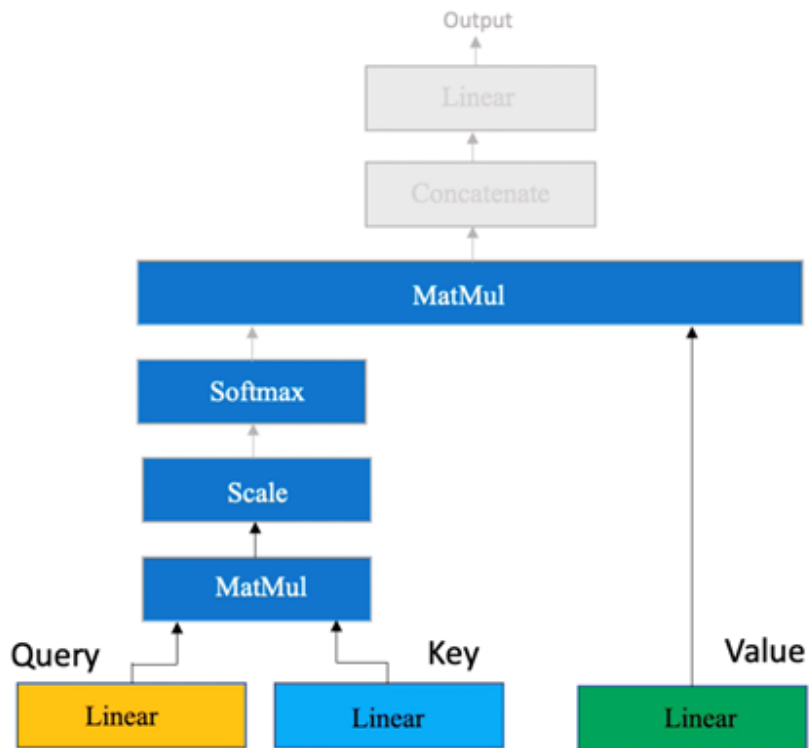 Output
Linear
Concatenate
MatMul
Softmax
Scale
MatMul
Query
Key
Value
Linear
Linear
Linear